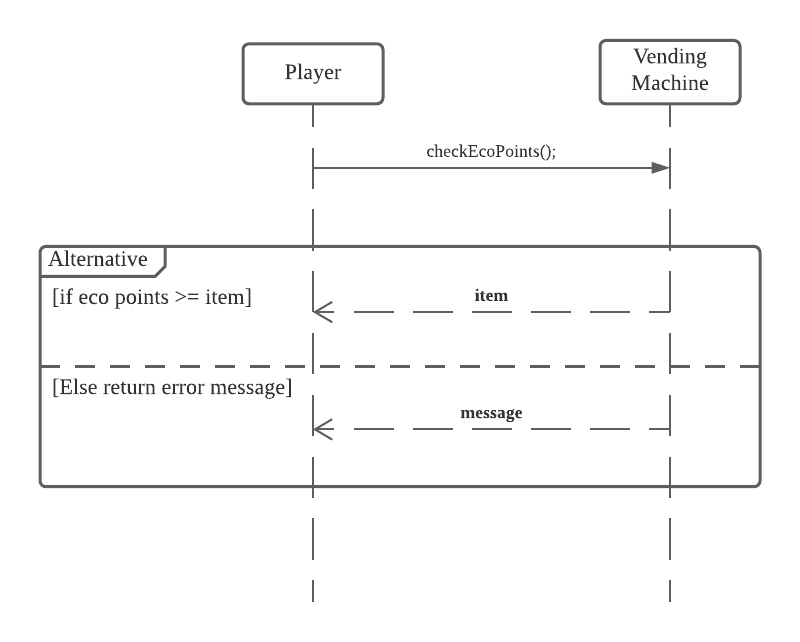 Player
Vending
Machine
checkEcoPoints();
Alternative
[if eco points >= item]
item
[Else return error message]
message